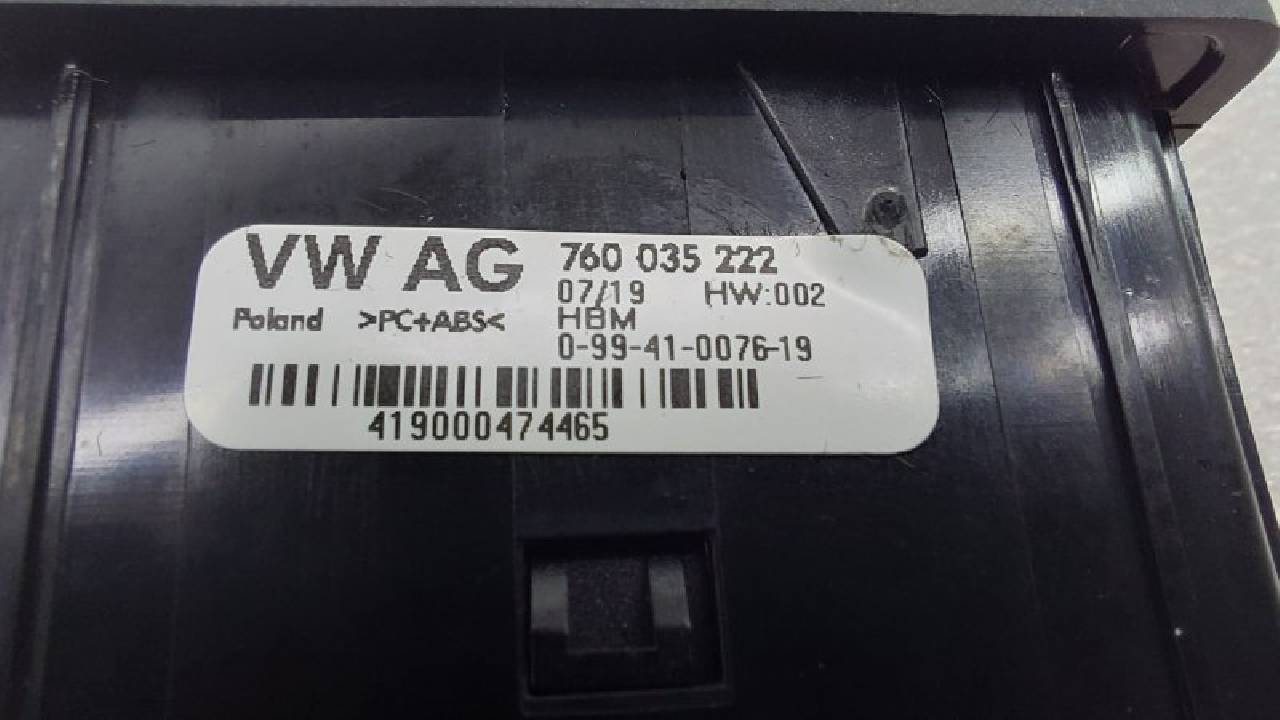 VW AG 760 035 222
07/19 HW:002
Poland >PC+ABS< HBM
0-99-41-0076-19
419000474465